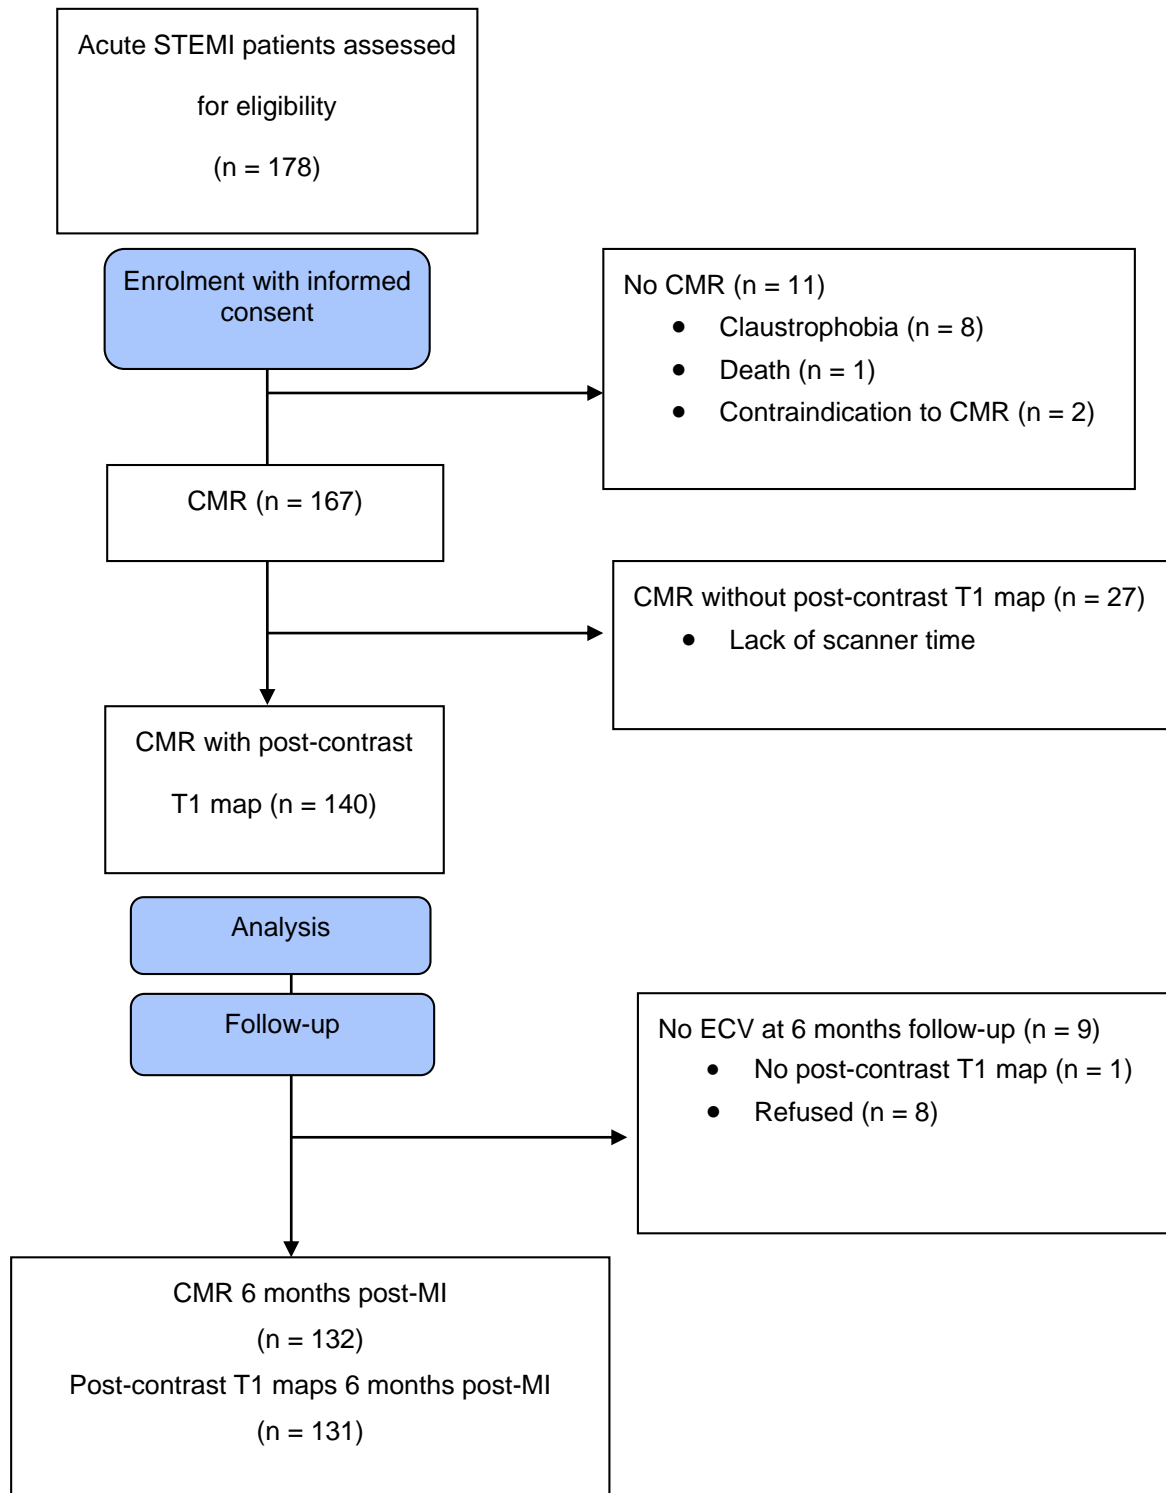 Acute STEMI patients assessed
for eligibility
(n = 178)
Enrolment with informed
consent
No CMR (n = 11)
• Claustrophobia (n = 8)
• Death (n = 1)
• Contraindication to CMR (n = 2)
CMR (n = 167)
CMR without post-contrast T1 map (n = 27)
• Lack of scanner time
CMR with post-contrast
T1 map (n = 140)
Analysis
Follow-up
No ECV at 6 months follow-up (n = 9)
• No post-contrast T1 map (n = 1)
• Refused (n = 8)
CMR 6 months post-MI
(n = 132)
Post-contrast T1 maps 6 months post-MI
(n = 131)